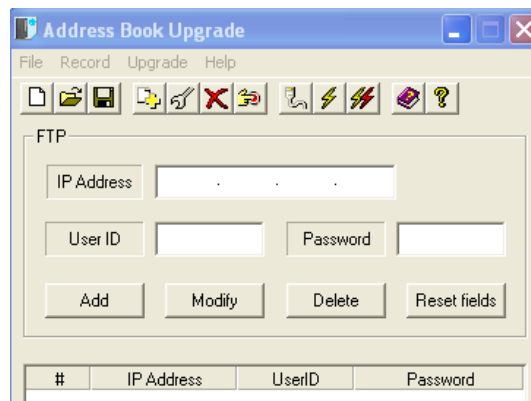 Address Book Upgrade
File Record Upgrade Help
FTP
IP Address . . .
User ID Password
Add Modify Delete Reset fields
# IP Address UserID Password